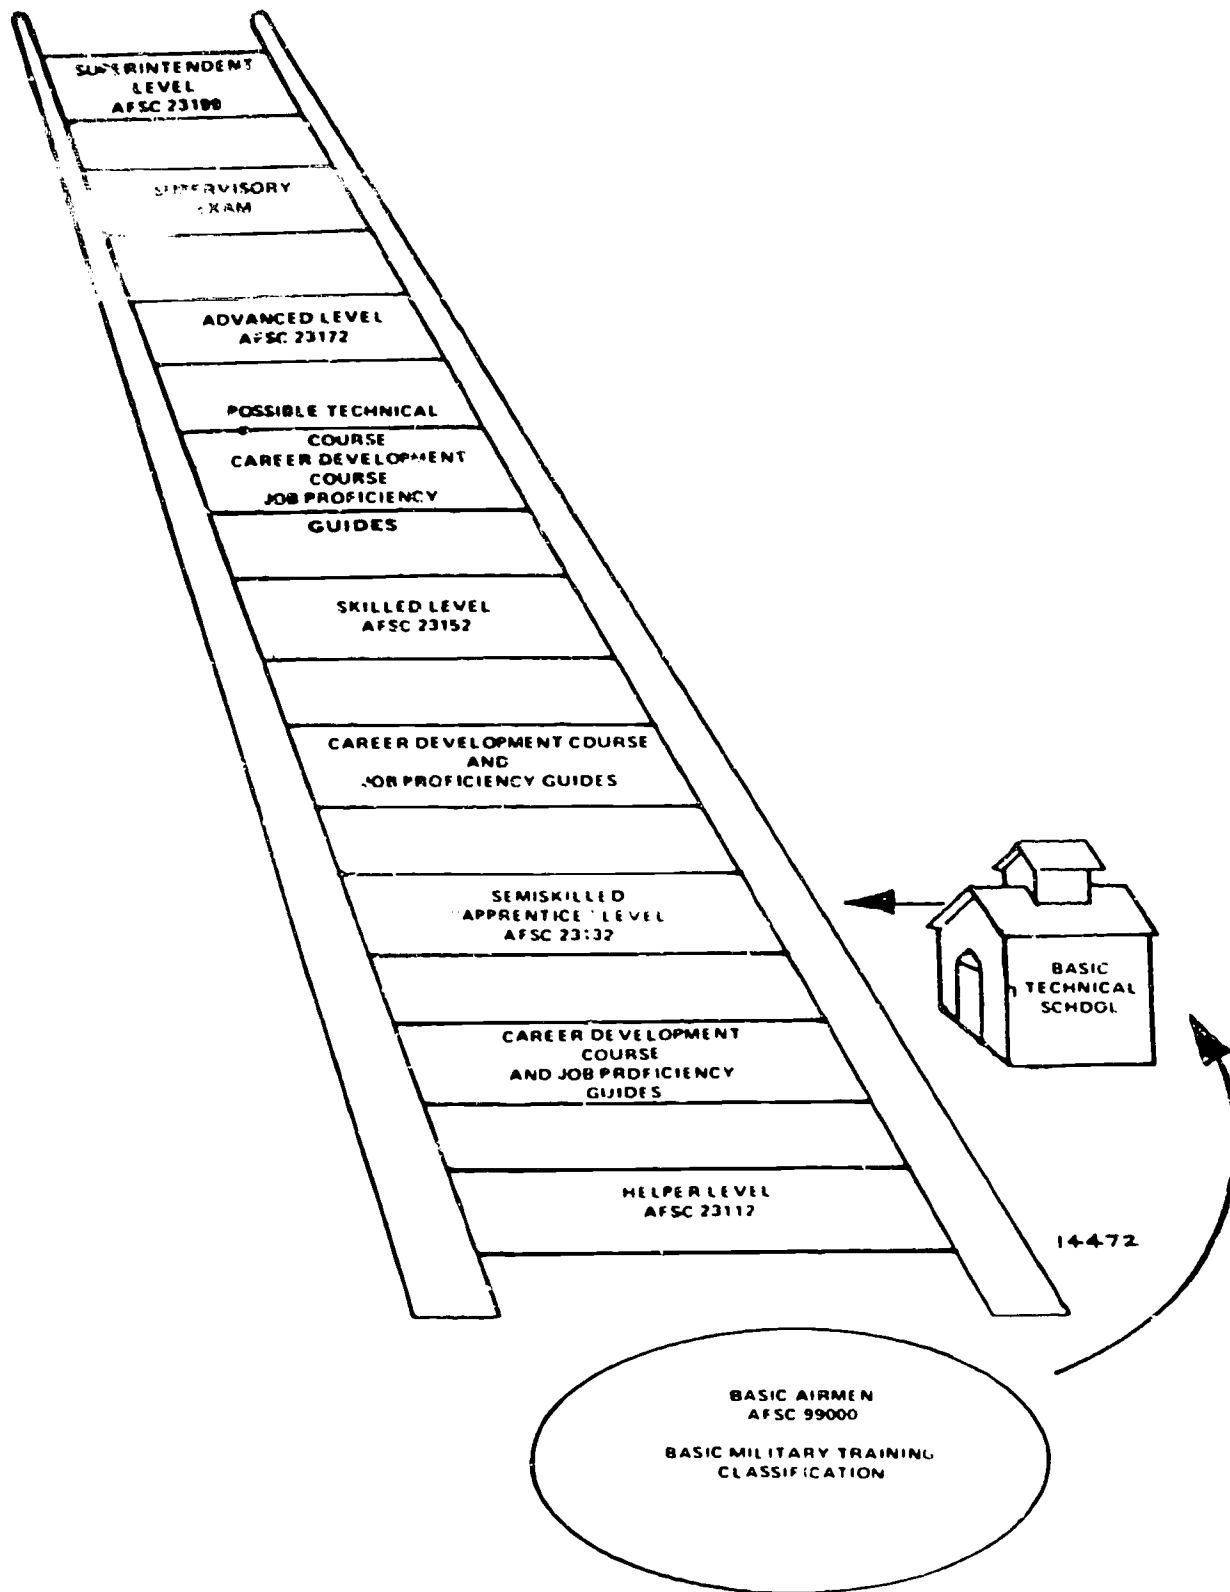 SUPERINTENDENT
LEVEL
AFSC 23199
SUPERVISORY
EXAM
ADVANCED LEVEL
AFSC 23172
POSSIBLE TECHNICAL
COURSE
CAREER DEVELOPMENT
COURSE
JOB PROFICIENCY
GUIDES
SKILLED LEVEL
AFSC 23152
CAREER DEVELOPMENT COURSE
AND
JOB PROFICIENCY GUIDES
SEMISKILLED
"APPRENTICE" LEVEL
AFSC 23132
BASIC
TECHNICAL
SCHOOL
CAREER DEVELOPMENT
COURSE
AND JOB PROFICIENCY
GUIDES
HELPER LEVEL
AFSC 23112
14472
BASIC AIRMEN
AFSC 99000
BASIC MILITARY TRAINING
CLASSIFICATION